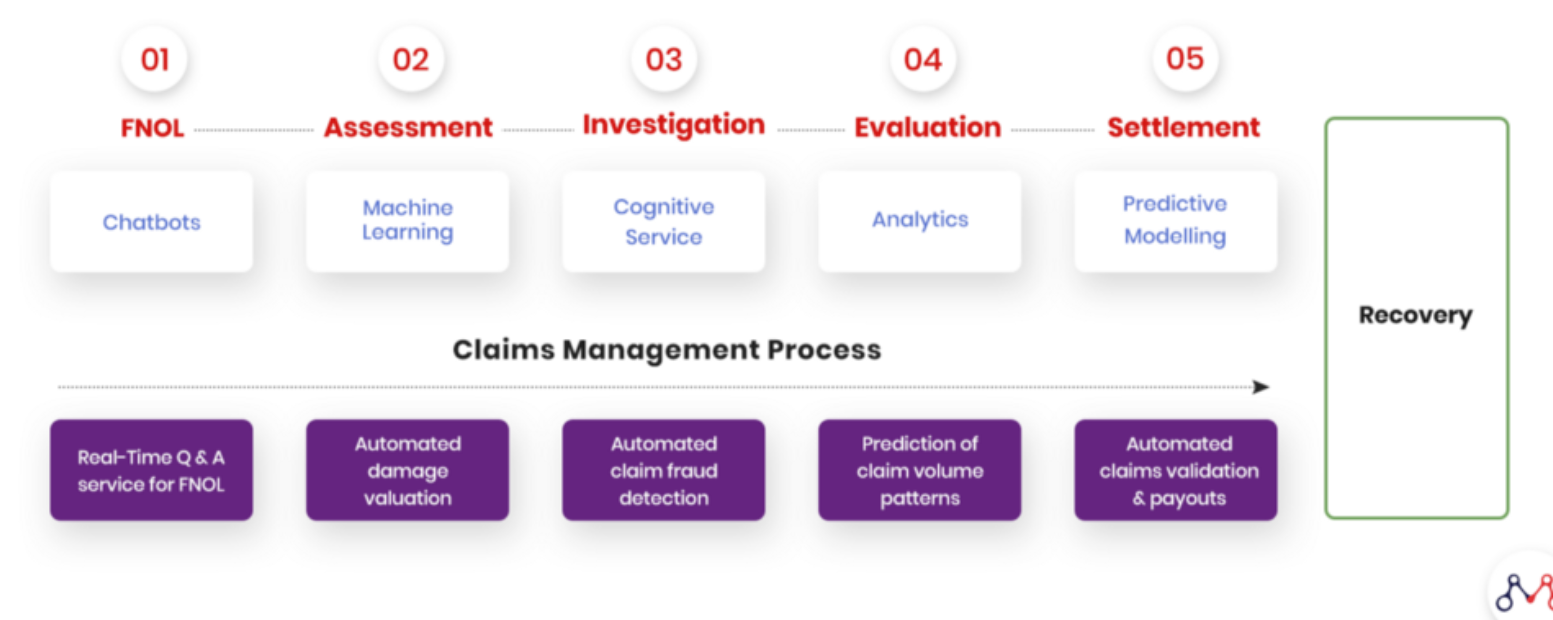 01
02
03
04
05
FNOL
Assessment
Investigation
Evaluation
Settlement
Chatbots
Machine
Learning
Cognitive
Service
Analytics
Predictive
Modelling
Recovery
Claims Management Process
Real-Time Q & A
service for FNOL
Automated
damage
valuation
Automated
claim fraud
detection
Prediction of
claim volume
patterns
Automated
claims validation
& payouts